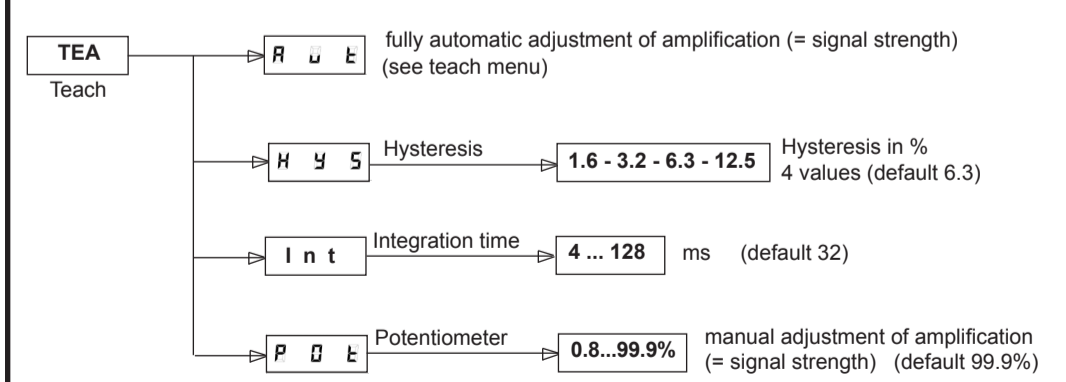 TEA
Teach
A u t
fully automatic adjustment of amplification (= signal strength)
(see teach menu)
H y S
Hysteresis
1.6 - 3.2 - 6.3 - 12.5
Hysteresis in %
4 values (default 6.3)
I n t
Integration time
4 ... 128
ms (default 32)
P O t
Potentiometer
0.8...99.9%
manual adjustment of amplification
(= signal strength) (default 99.9%)